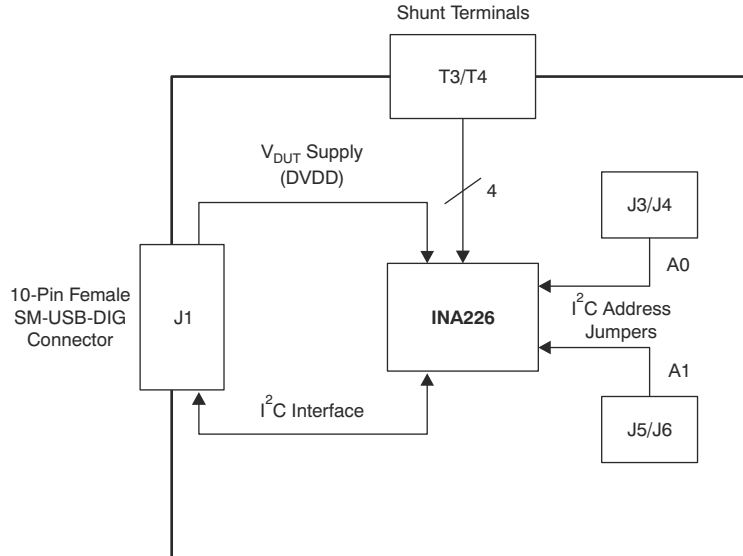 Shunt Terminals
T3/T4
V_DUT Supply
(DVDD)
4
J3/J4
A0
10-Pin Female
SM-USB-DIG
Connector
J1
INA226
I²C Address
Jumpers
A1
I²C Interface
J5/J6